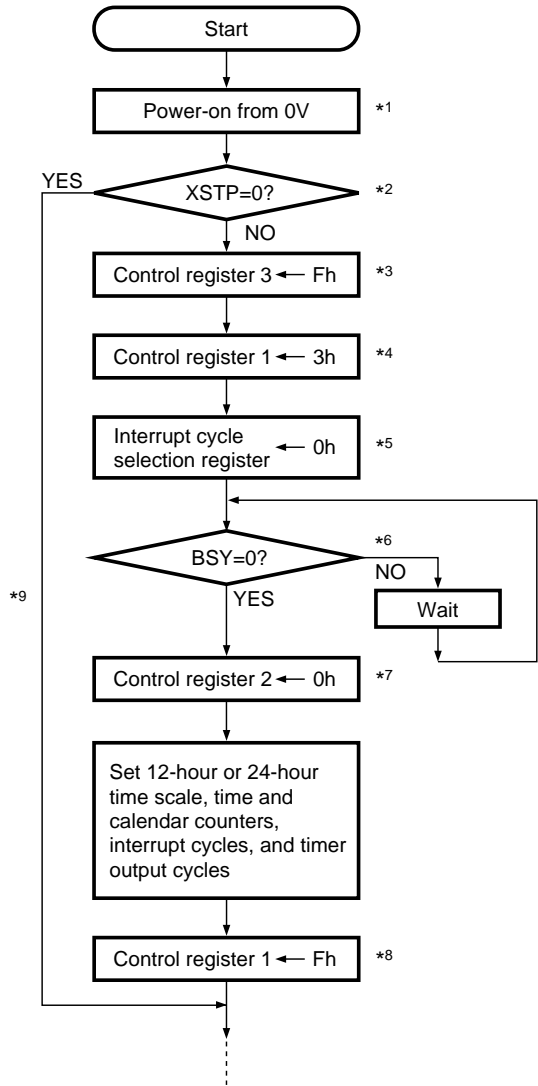 Start
Power-on from 0V
*1
YES
XSTP=0?
*2
NO
Control register 3 ← Fh
*3
Control register 1 ← 3h
*4
Interrupt cycle
selection register ← 0h
*5
BSY=0?
*6
NO
YES
Wait
*9
Control register 2 ← 0h
*7
Set 12-hour or 24-hour
time scale, time and
calendar counters,
interrupt cycles, and timer
output cycles
Control register 1 ← Fh
*8